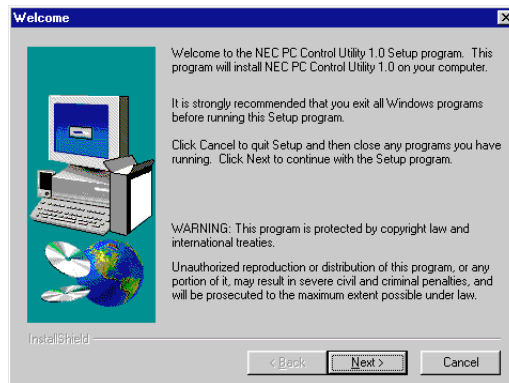 Welcome
Welcome to the NEC PC Control Utility 1.0 Setup program. This
program will install NEC PC Control Utility 1.0 on your computer.
It is strongly recommended that you exit all Windows programs
before running this Setup program.
Click Cancel to quit Setup and then close any programs you have
running. Click Next to continue with the Setup program.
WARNING: This program is protected by copyright law and
international treaties.
Unauthorized reproduction or distribution of this program, or any
portion of it, may result in severe civil and criminal penalties, and
will be prosecuted to the maximum extent possible under law.
InstallShield
< Back
Next >
Cancel